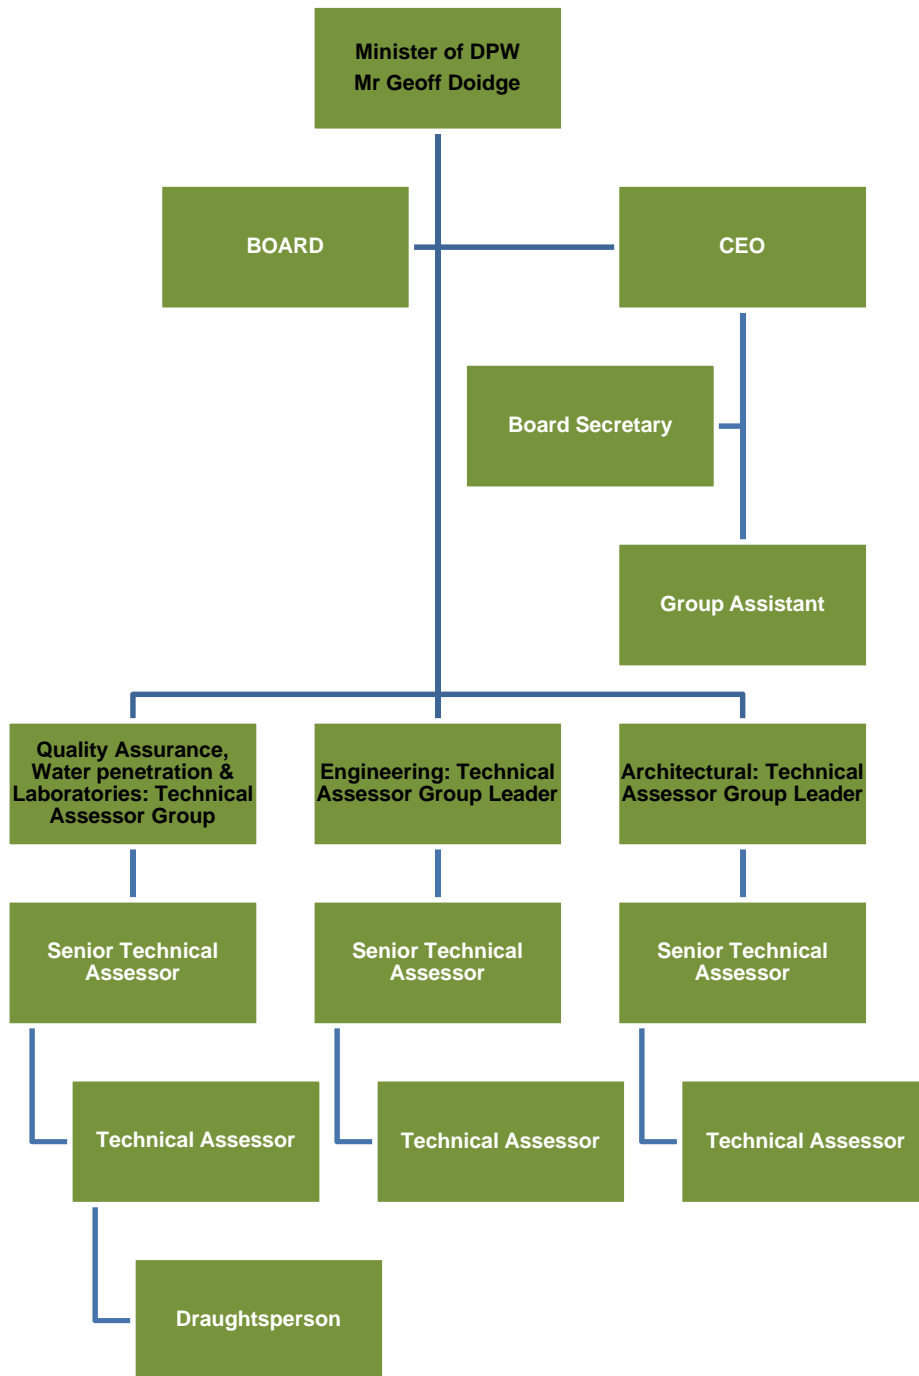 Minister of DPW
Mr Geoff Doidge
BOARD
CEO
Board Secretary
Group Assistant
Quality Assurance,
Water penetration &
Laboratories: Technical
Assessor Group
Engineering: Technical
Assessor Group Leader
Architectural: Technical
Assessor Group Leader
Senior Technical
Assessor
Senior Technical
Assessor
Senior Technical
Assessor
Technical Assessor
Technical Assessor
Technical Assessor
Draughtsperson